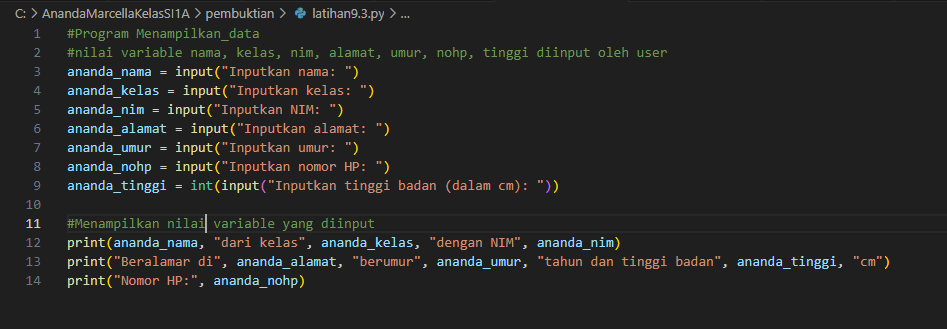 C: > AnandaMarcellaKelasSI1A > pembuktian > latihan9.3.py > ...
1 #Program Menampilkan_data
2 #nilai variable nama, kelas, nim, alamat, umur, nohp, tinggi diinput oleh user
3 ananda_nama = input("Inputkan nama: ")
4 ananda_kelas = input("Inputkan kelas: ")
5 ananda_nim = input("Inputkan NIM: ")
6 ananda_alamat = input("Inputkan alamat: ")
7 ananda_umur = input("Inputkan umur: ")
8 ananda_nohp = input("Inputkan nomor HP: ")
9 ananda_tinggi = int(input("Inputkan tinggi badan (dalam cm): "))
10
11 #Menampilkan nilai variable yang diinput
12 print(ananda_nama, "dari kelas", ananda_kelas, "dengan NIM", ananda_nim)
13 print("Beralamar di", ananda_alamat, "berumur", ananda_umur, "tahun dan tinggi badan", ananda_tinggi, "cm")
14 print("Nomor HP:", ananda_nohp)